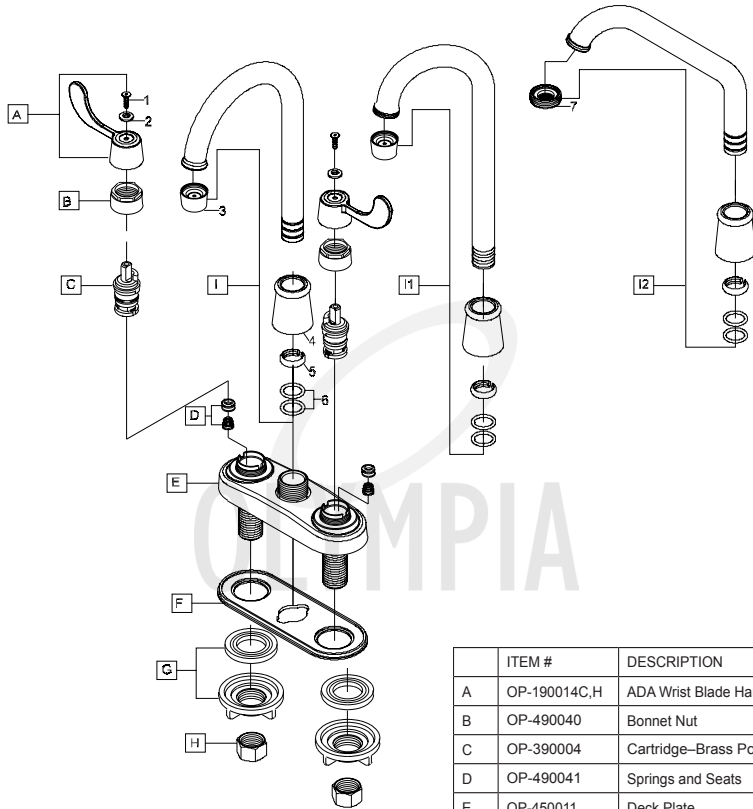 A
1
2
B
C
3
I
4
5
6
D
E
F
G
H
I1
7
I2
OLYMPIA
ITEM # DESCRIPTION
A OP-190014C,H ADA Wrist Blade Ha
B OP-490040 Bonnet Nut
C OP-390004 Cartridge–Brass Po
D OP-490041 Springs and Seats
E OP-450011 Deck Plate